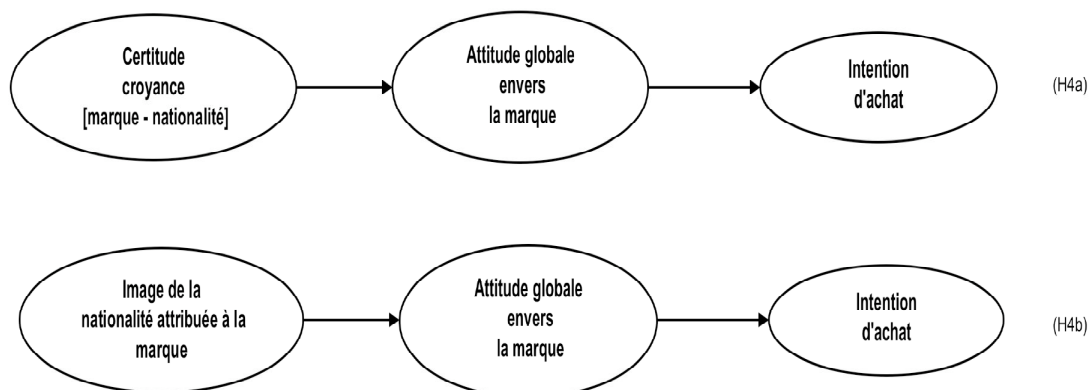 Certitude
croyance
[marque - nationalité]
Attitude globale
envers
la marque
Intention
d'achat
(H4a)
Image de la
nationalité attribuée à la
marque
Attitude globale
envers
la marque
Intention
d'achat
(H4b)